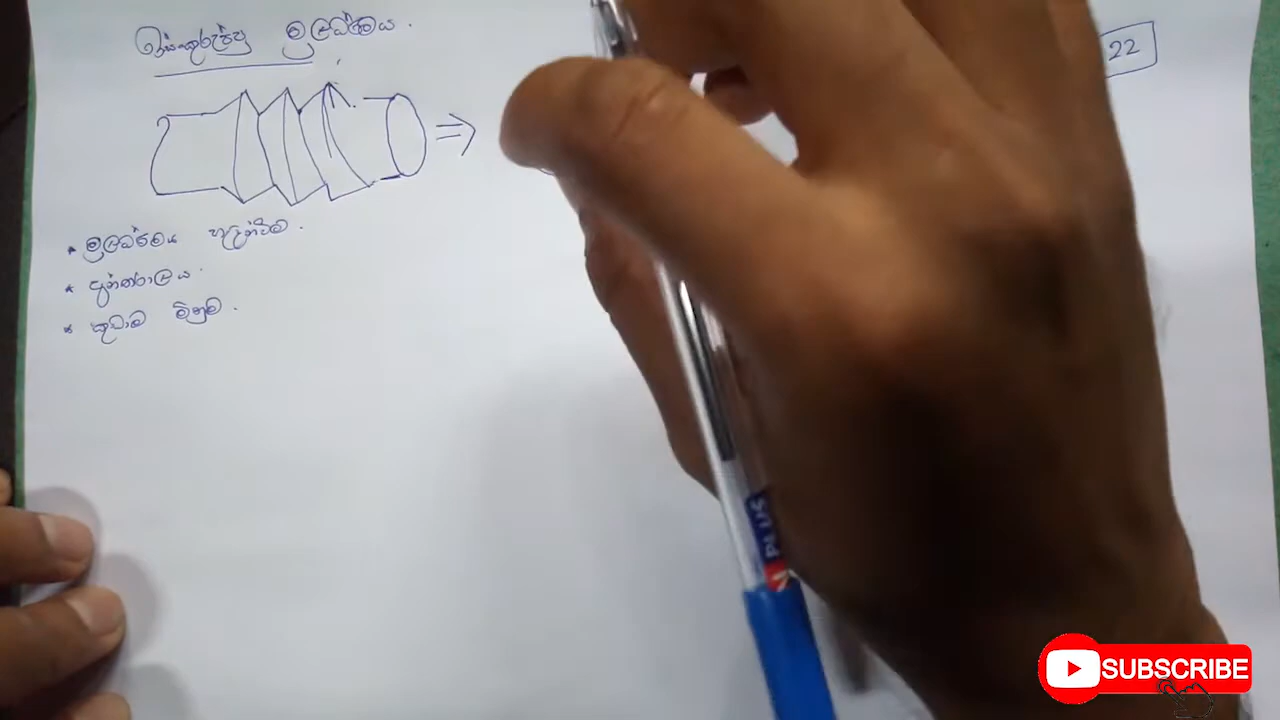 ඉස්කුරුප්පු මුලධර්මය.
22
* මුලධර්මය හැඳින්වීම.
* අන්තරාලය.
* කුඩාම මිනුම.
PLUS
SUBSCRIBE